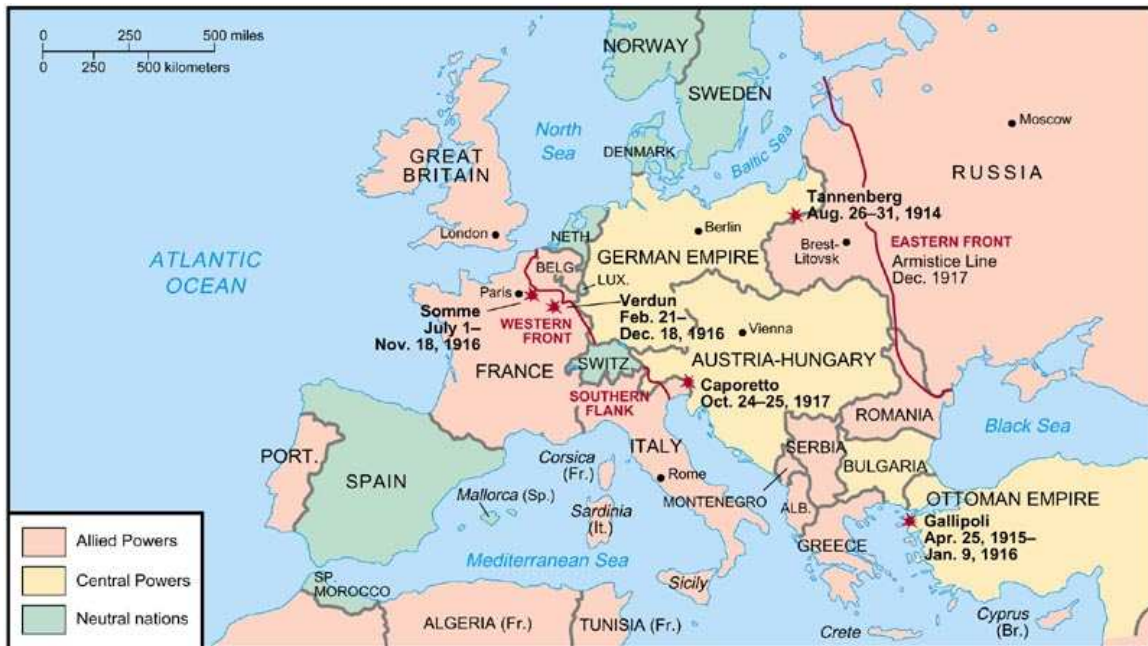 0 250 500 miles
0 250 500 kilometers
NORWAY
SWEDEN
North
Sea
DENMARK
Baltic Sea
Moscow
RUSSIA
GREAT
BRITAIN
London
NETH.
BELG.
LUX.
Berlin
GERMAN EMPIRE
Tannenberg
Aug. 26–31, 1914
Brest-
Litovsk
EASTERN FRONT
Armistice Line
Dec. 1917
ATLANTIC
OCEAN
Paris
Somme
July 1–
Nov. 18, 1916
WESTERN
FRONT
Verdun
Feb. 21–
Dec. 18, 1916
Vienna
AUSTRIA-HUNGARY
FRANCE
SWITZ.
SOUTHERN
FLANK
Caporetto
Oct. 24–25, 1917
ROMANIA
Black Sea
SERBIA
BULGARIA
ITALY
Rome
MONTENEGRO
ALB.
GREECE
OTTOMAN EMPIRE
Gallipoli
Apr. 25, 1915–
Jan. 9, 1916
PORT.
SPAIN
Corsica
(Fr.)
Mallorca (Sp.)
Sardinia
(It.)
Mediterranean Sea
Sicily
Crete
Cyprus
(Br.)
SP.
MOROCCO
ALGERIA (Fr.)
TUNISIA (Fr.)
Allied Powers
Central Powers
Neutral nations